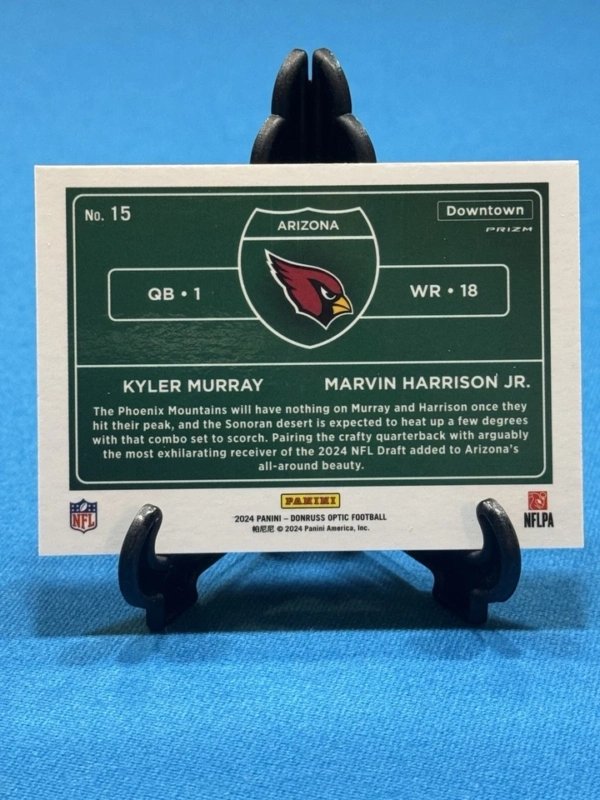 No. 15
Downtown
PRIZM
ARIZONA
QB • 1
WR • 18
KYLER MURRAY
MARVIN HARRISON JR.
The Phoenix Mountains will have nothing on Murray and Harrison once they
hit their peak, and the Sonoran desert is expected to heat up a few degrees
with that combo set to scorch. Pairing the crafty quarterback with arguably
the most exhilarating receiver of the 2024 NFL Draft added to Arizona's
all-around beauty.
NFL
PANINI
2024 PANINI – DONRUSS OPTIC FOOTBALL
帕尼尼 © 2024 Panini America, Inc.
NFLPA